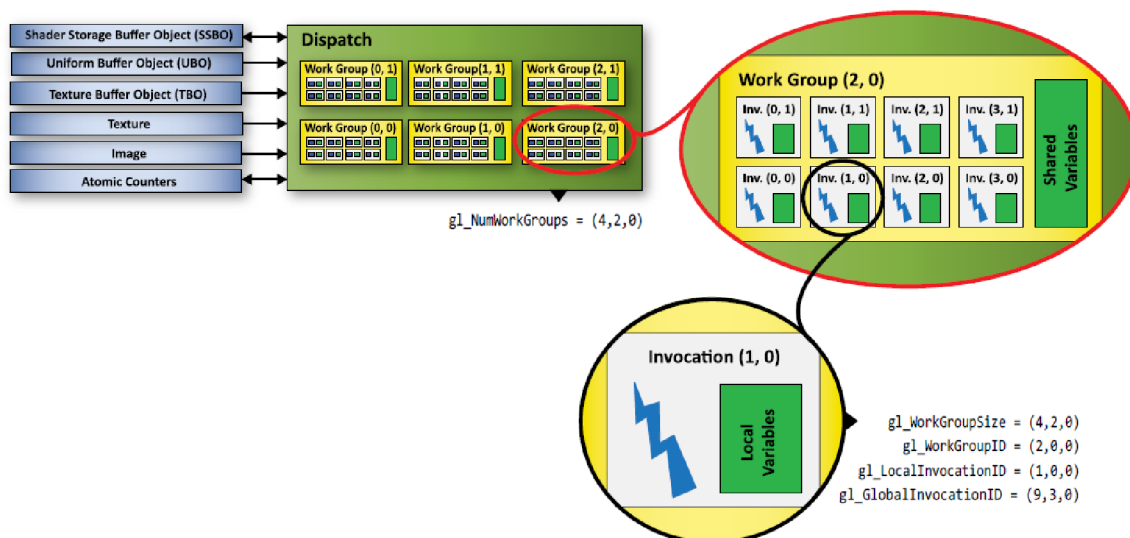 Shader Storage Buffer Object (SSBO)
Uniform Buffer Object (UBO)
Texture Buffer Object (TBO)
Texture
Image
Atomic Counters
Dispatch
Work Group (0, 1)
Work Group(1, 1)
Work Group (2, 1)
Work Group (0, 0)
Work Group (1, 0)
Work Group (2, 0)
gl_NumWorkGroups = (4,2,0)
Work Group (2, 0)
Inv. (0, 1)
Inv. (1, 1)
Inv. (2, 1)
Inv. (3, 1)
Inv. (0, 0)
Inv. (1, 0)
Inv. (2, 0)
Inv. (3, 0)
Shared
Variables
Invocation (1, 0)
Local
Variables
gl_WorkGroupSize = (4,2,0)
gl_WorkGroupID = (2,0,0)
gl_LocalInvocationID = (1,0,0)
gl_GlobalInvocationID = (9,3,0)